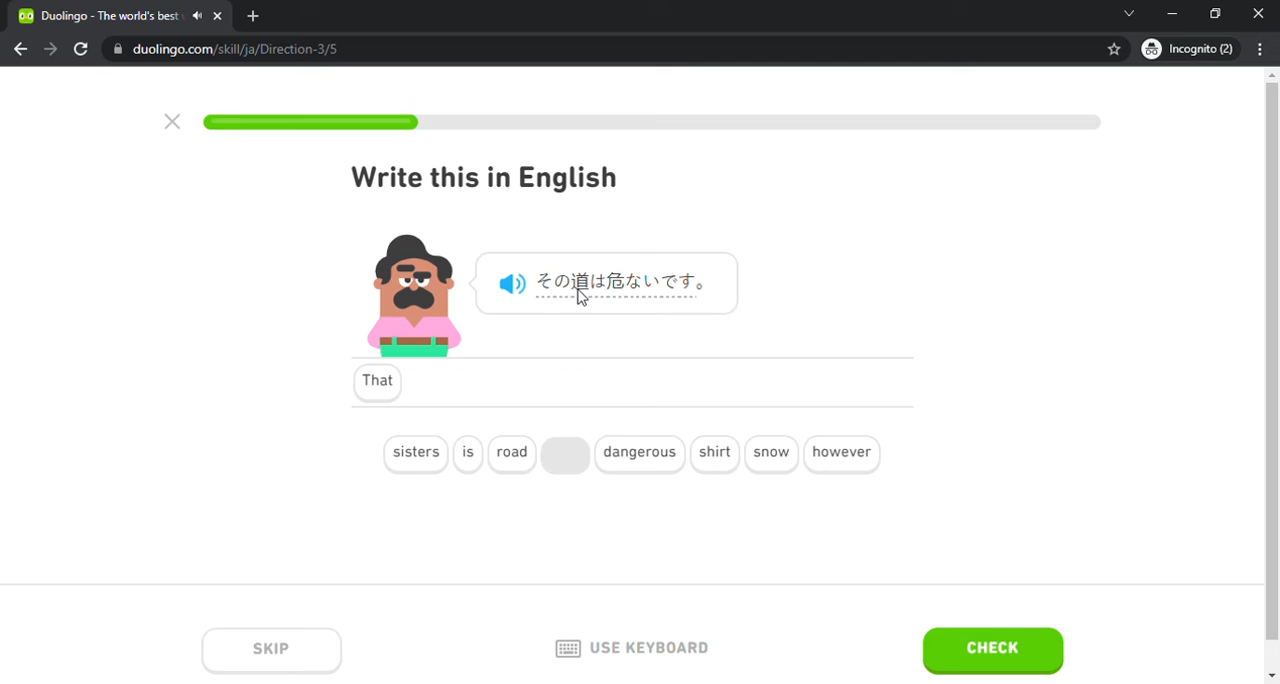 Duolingo - The world's best
duolingo.com/skill/ja/Direction-3/5
Incognito (2)
Write this in English
その道は危ないです。
That
sisters is road dangerous shirt snow however
SKIP
USE KEYBOARD
CHECK